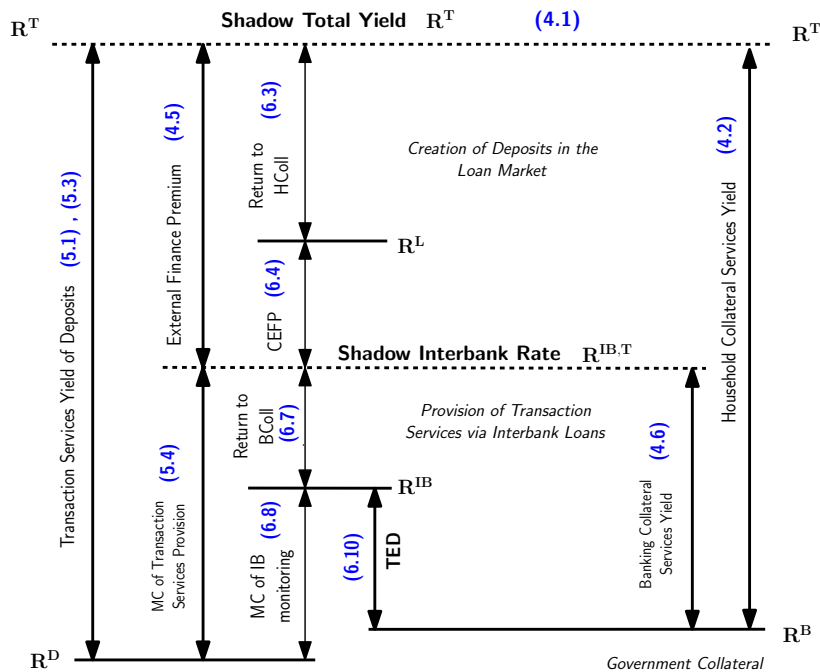 Shadow Total Yield R^T (4.1)
R^T
R^T
Transaction Services Yield of Deposits (5.1) , (5.3)
External Finance Premium (4.5)
Return to
HColl
(6.3)
Creation of Deposits in the
Loan Market
Household Collateral Services Yield (4.2)
R^L
CEFP (6.4)
Shadow Interbank Rate R^{IB,T}
MC of Transaction
Services Provision
(5.4)
Return to
BColl
(6.7)
Provision of Transaction
Services via Interbank Loans
Banking Collateral
Services Yield
(4.6)
R^{IB}
MC of IB
monitoring
(6.8)
(6.10)
TED
R^B
R^D
Government Collateral